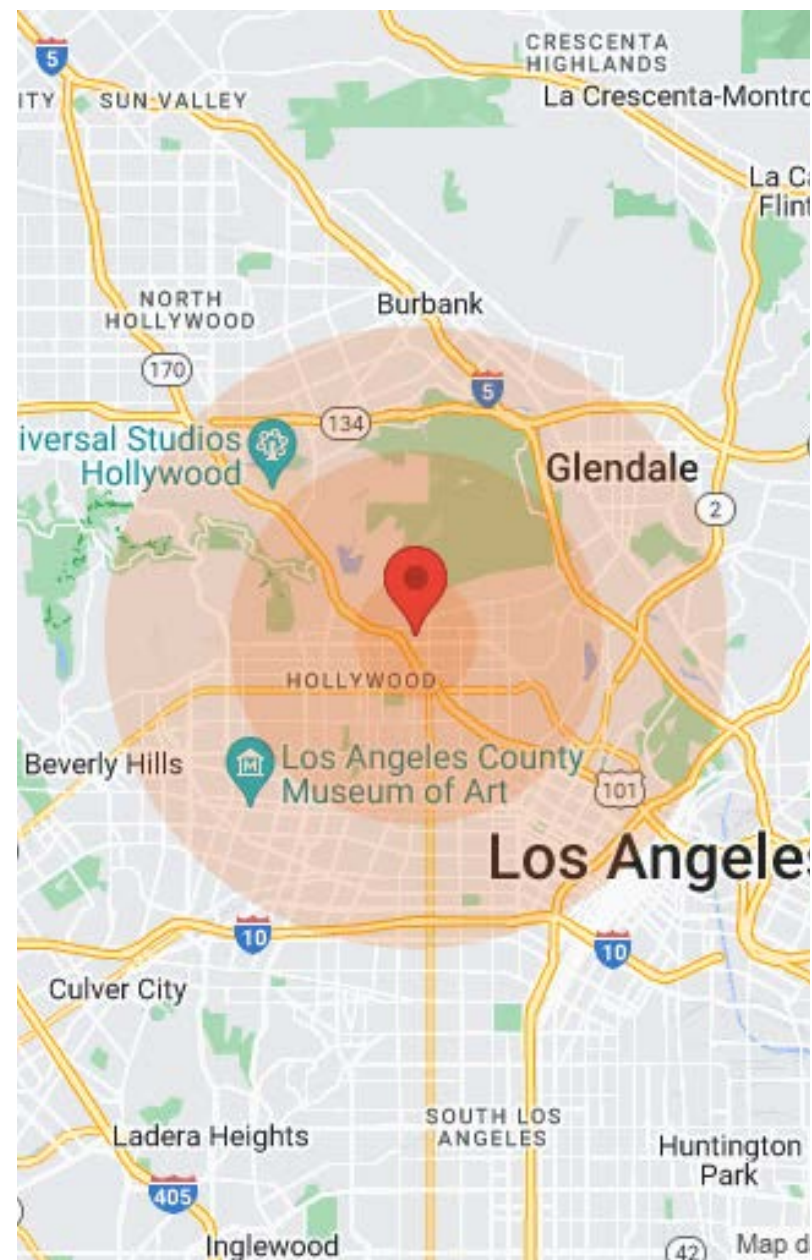 CRESCENTA
HIGHLANDS
5
ITY
SUN VALLEY
La Crescenta-Montro
La Ca
Flint
NORTH
HOLLYWOOD
Burbank
170
5
134
iversal Studios
Hollywood
Glendale
2
HOLLYWOOD
Beverly Hills
Los Angeles County
Museum of Art
101
Los Angeles
10
10
Culver City
SOUTH LOS
ANGELES
Ladera Heights
Huntington
Park
405
Inglewood
42
Map d